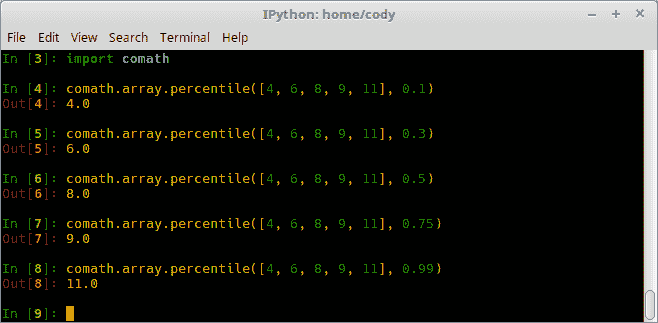 IPython: home/cody
File Edit View Search Terminal Help
In [3]: import comath
In [4]: comath.array.percentile([4, 6, 8, 9, 11], 0.1)
Out[4]: 4.0
In [5]: comath.array.percentile([4, 6, 8, 9, 11], 0.3)
Out[5]: 6.0
In [6]: comath.array.percentile([4, 6, 8, 9, 11], 0.5)
Out[6]: 8.0
In [7]: comath.array.percentile([4, 6, 8, 9, 11], 0.75)
Out[7]: 9.0
In [8]: comath.array.percentile([4, 6, 8, 9, 11], 0.99)
Out[8]: 11.0
In [9]: